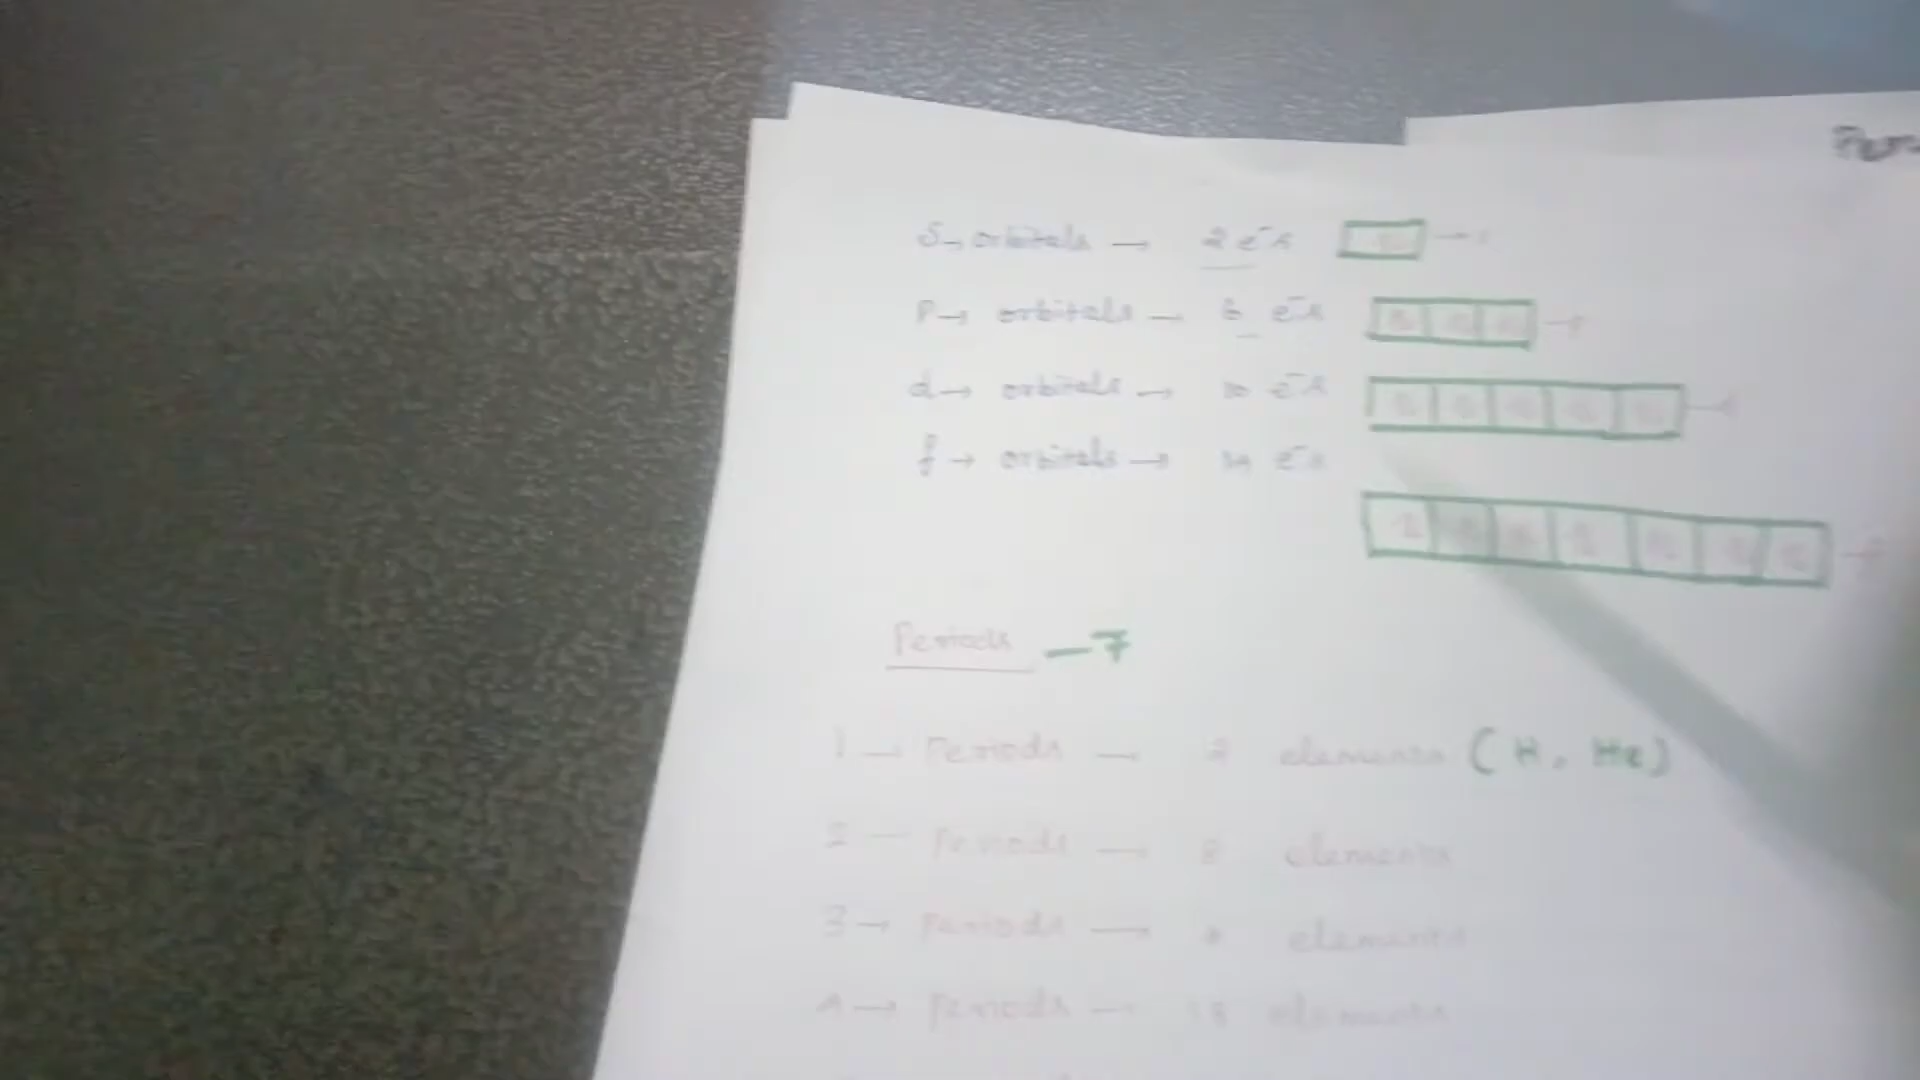 Per
S→ orbitals → 2 e⁻s
P→ orbitals → 6 e⁻s
d→ orbitals → 10 e⁻s
f→ orbitals → 14 e⁻s
Periods — 7
1 → Periods → 2 elements (H, He)
2 — Periods → 8 elements
3 → Periods → 8 elements
4 → Periods → 18 elements